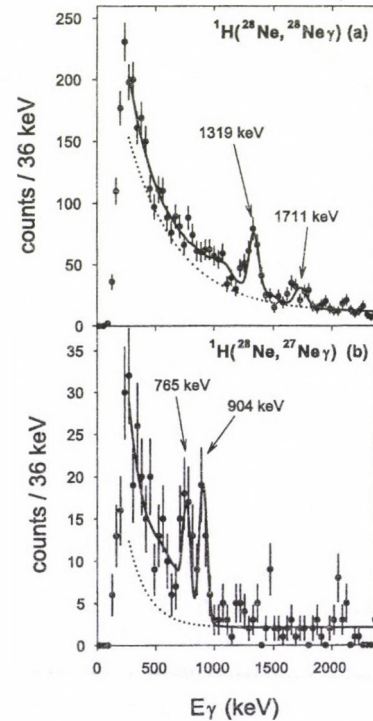 ¹H(²⁸Ne, ²⁸Neγ) (a)
250
200
150
100
50
0
counts / 36 keV
1319 keV
1711 keV
¹H(²⁸Ne, ²⁷Neγ) (b)
35
30
25
20
15
10
5
0
counts / 36 keV
765 keV
904 keV
0 500 1000 1500 2000
Eγ (keV)